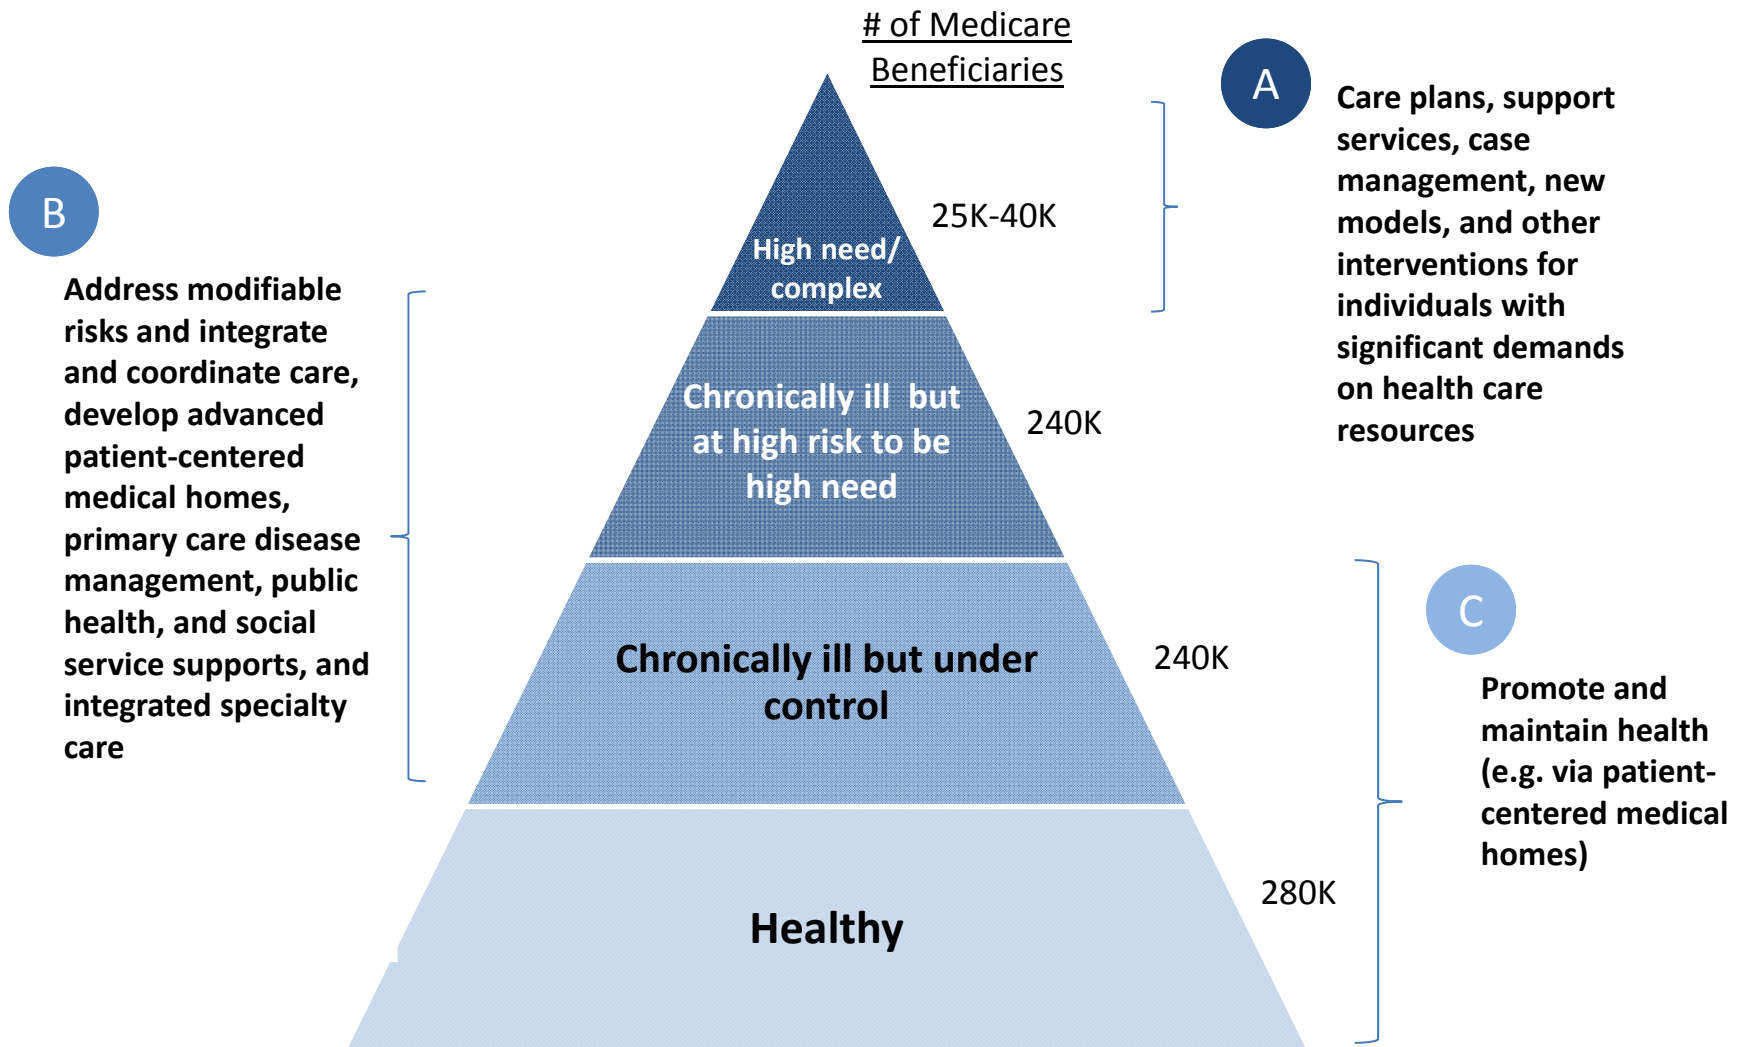 # of Medicare
Beneficiaries
A
Care plans, support
services, case
management, new
models, and other
interventions for
individuals with
significant demands
on health care
resources
B
Address modifiable
risks and integrate
and coordinate care,
develop advanced
patient-centered
medical homes,
primary care disease
management, public
health, and social
service supports, and
integrated specialty
care
High need/
complex
25K-40K
Chronically ill  but
at high risk to be
high need
240K
Chronically ill but under
control
240K
C
Promote and
maintain health
(e.g. via patient-
centered medical
homes)
Healthy
280K